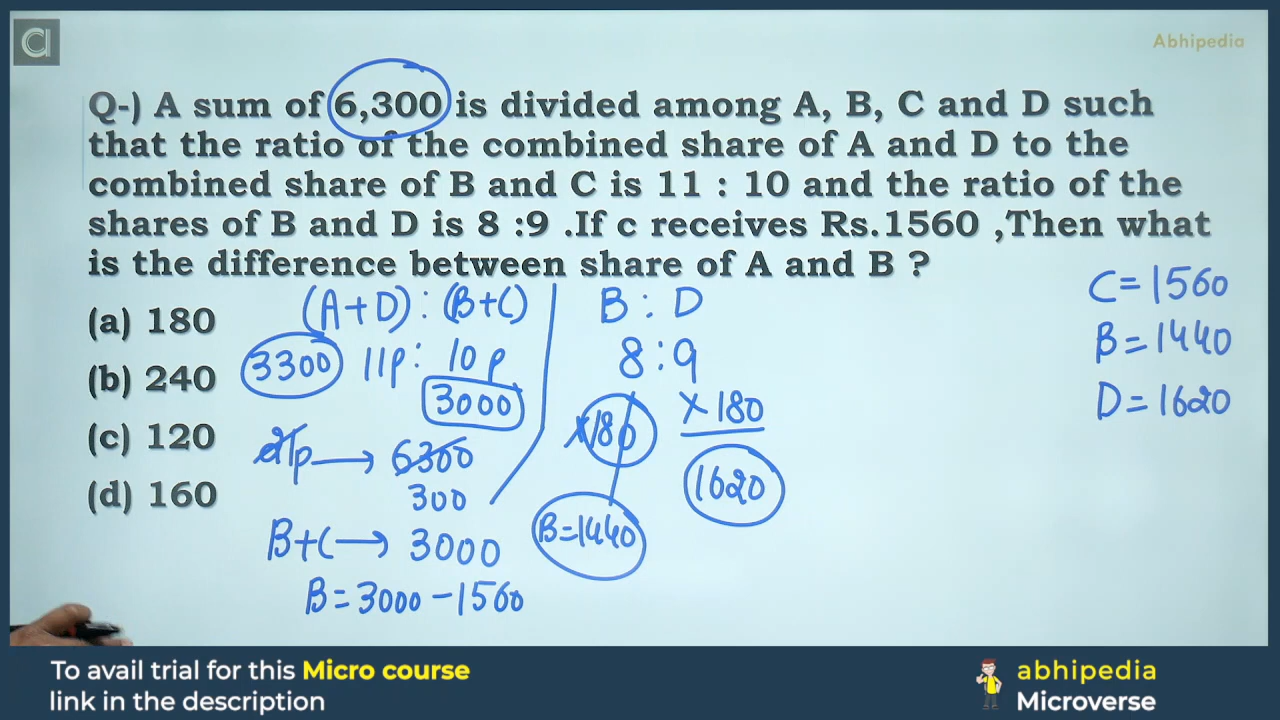 Abhipedia
Q-) A sum of 6,300 is divided among A, B, C and D such
that the ratio of the combined share of A and D to the
combined share of B and C is 11 : 10 and the ratio of the
shares of B and D is 8 :9 .If c receives Rs.1560 ,Then what
is the difference between share of A and B ?
(a) 180
(b) 240
(c) 120
(d) 160
(A+D) : (B+C)
3300 11p : 10p
3000
21p → 6300
300
B+C → 3000
B = 3000 - 1560
B : D
8 : 9
×180 ×180
B=1440 1620
C = 1560
B = 1440
D = 1620
To avail trial for this Micro course
link in the description
abhipedia
Microverse